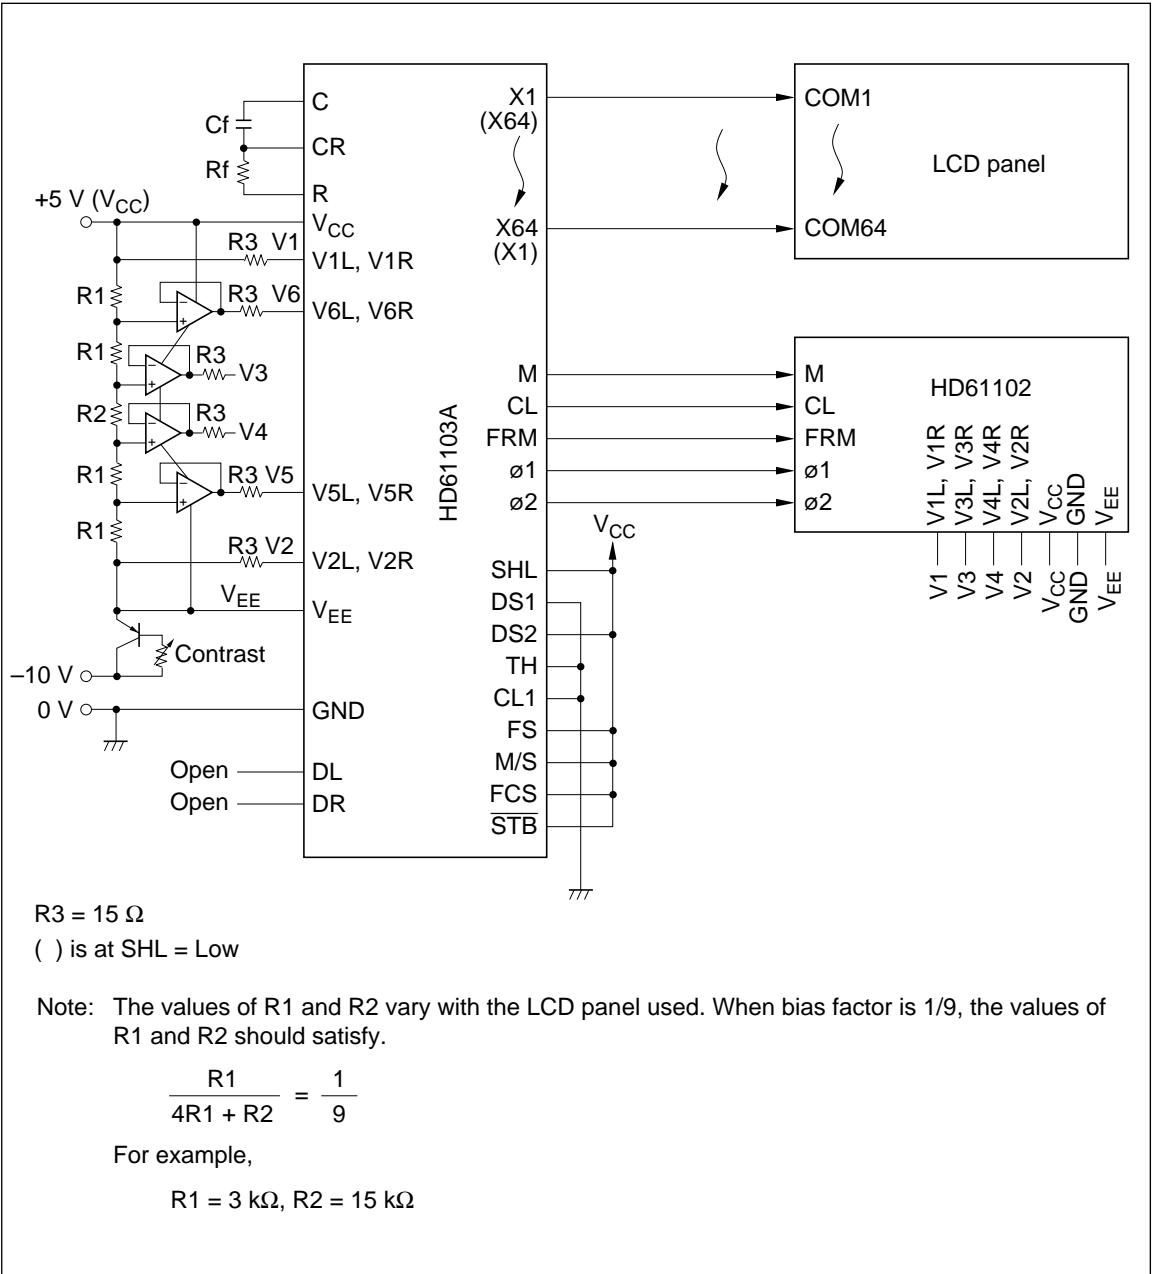 C
X1
(X64)
COM1
Cf
CR
Rf
LCD panel
R
+5 V (VCC)
VCC
X64
(X1)
COM64
R3 V1
V1L, V1R
R1
R3 V6
V6L, V6R
R1
R3
V3
M
M
HD61102
CL
CL
R2
R3
V4
FRM
FRM
ø1
ø1
ø2
ø2
HD61103A
V1L, V1R
V3L, V3R
V4L, V4R
V2L, V2R
VCC
GND
VEE
R1
R3 V5
V5L, V5R
R1
VCC
R3 V2
V2L, V2R
SHL
V1
V3
V4
V2
VCC
GND
VEE
VEE
VEE
DS1
DS2
Contrast
TH
–10 V
CL1
0 V
GND
FS
M/S
Open
DL
FCS
Open
DR
STB
R3 = 15 Ω
( ) is at SHL = Low
Note: The values of R1 and R2 vary with the LCD panel used. When bias factor is 1/9, the values of
R1 and R2 should satisfy.
R1
4R1 + R2
=
1
9
For example,
R1 = 3 kΩ, R2 = 15 kΩ